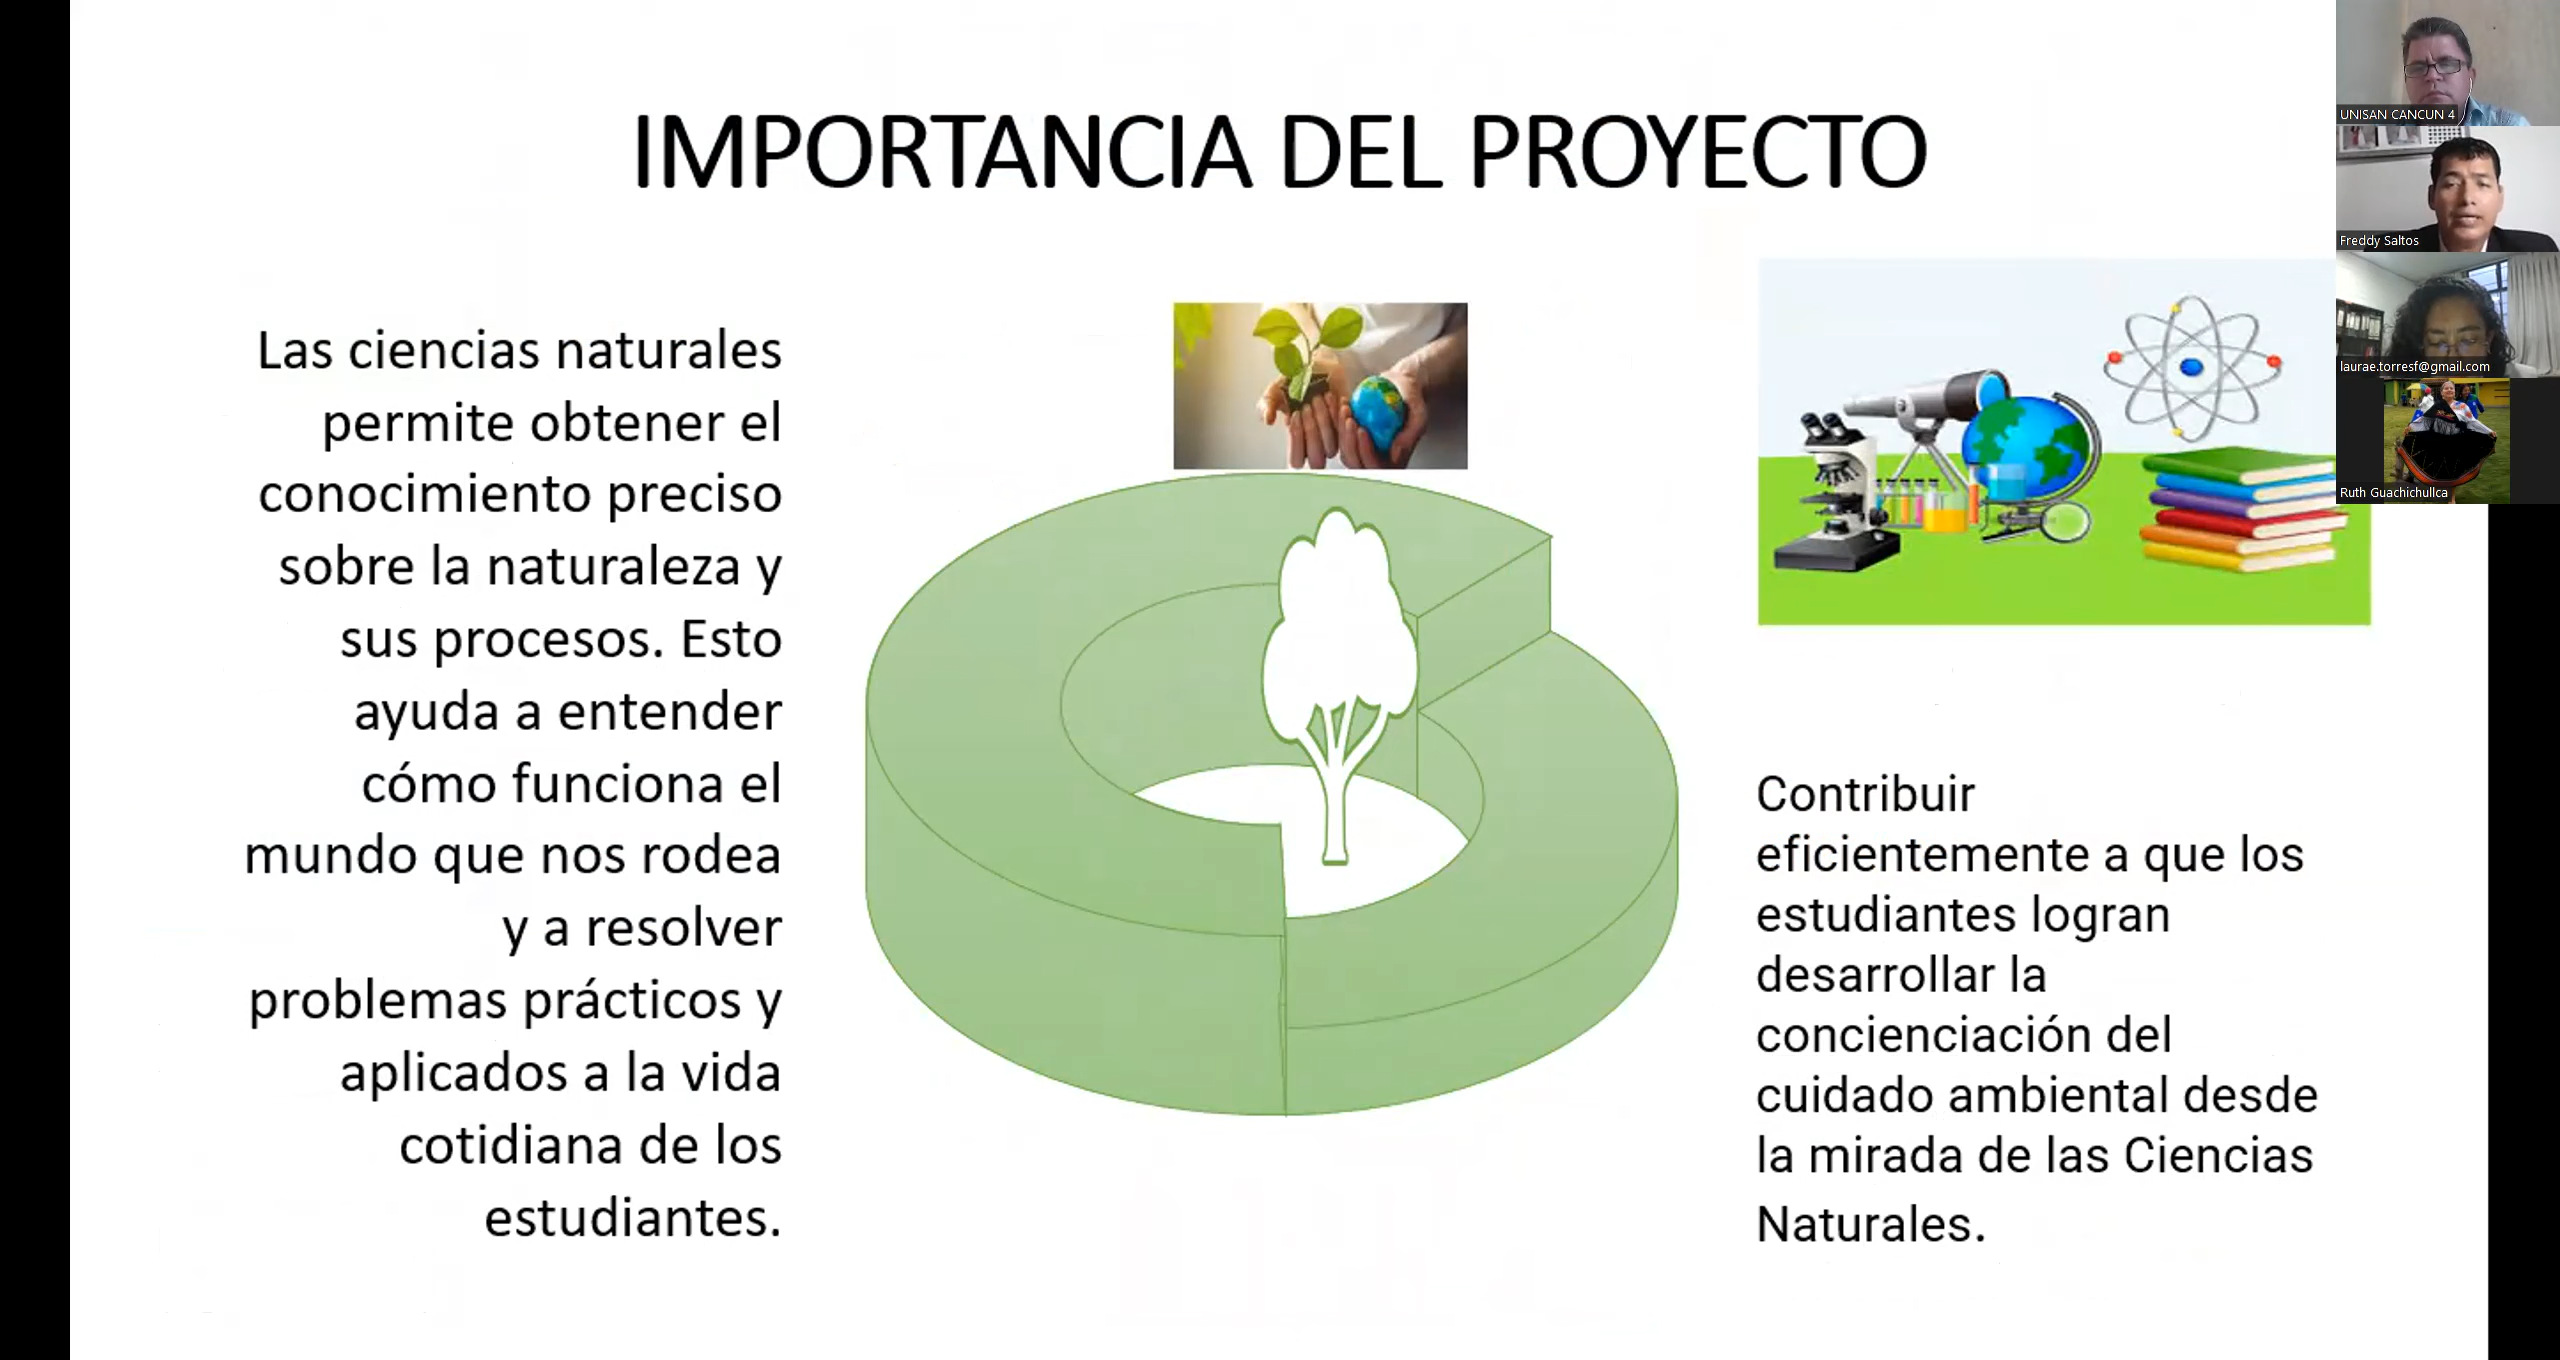 IMPORTANCIA DEL PROYECTO
Las ciencias naturales
permite obtener el
conocimiento preciso
sobre la naturaleza y
sus procesos. Esto
ayuda a entender
cómo funciona el
mundo que nos rodea
y a resolver
problemas prácticos y
aplicados a la vida
cotidiana de los
estudiantes.
Contribuir
eficientemente a que los
estudiantes logran
desarrollar la
concienciación del
cuidado ambiental desde
la mirada de las Ciencias
Naturales.
UNISAN CANCUN 4
Freddy Saltos
laurae.torresf@gmail.com
Ruth Guachichullca